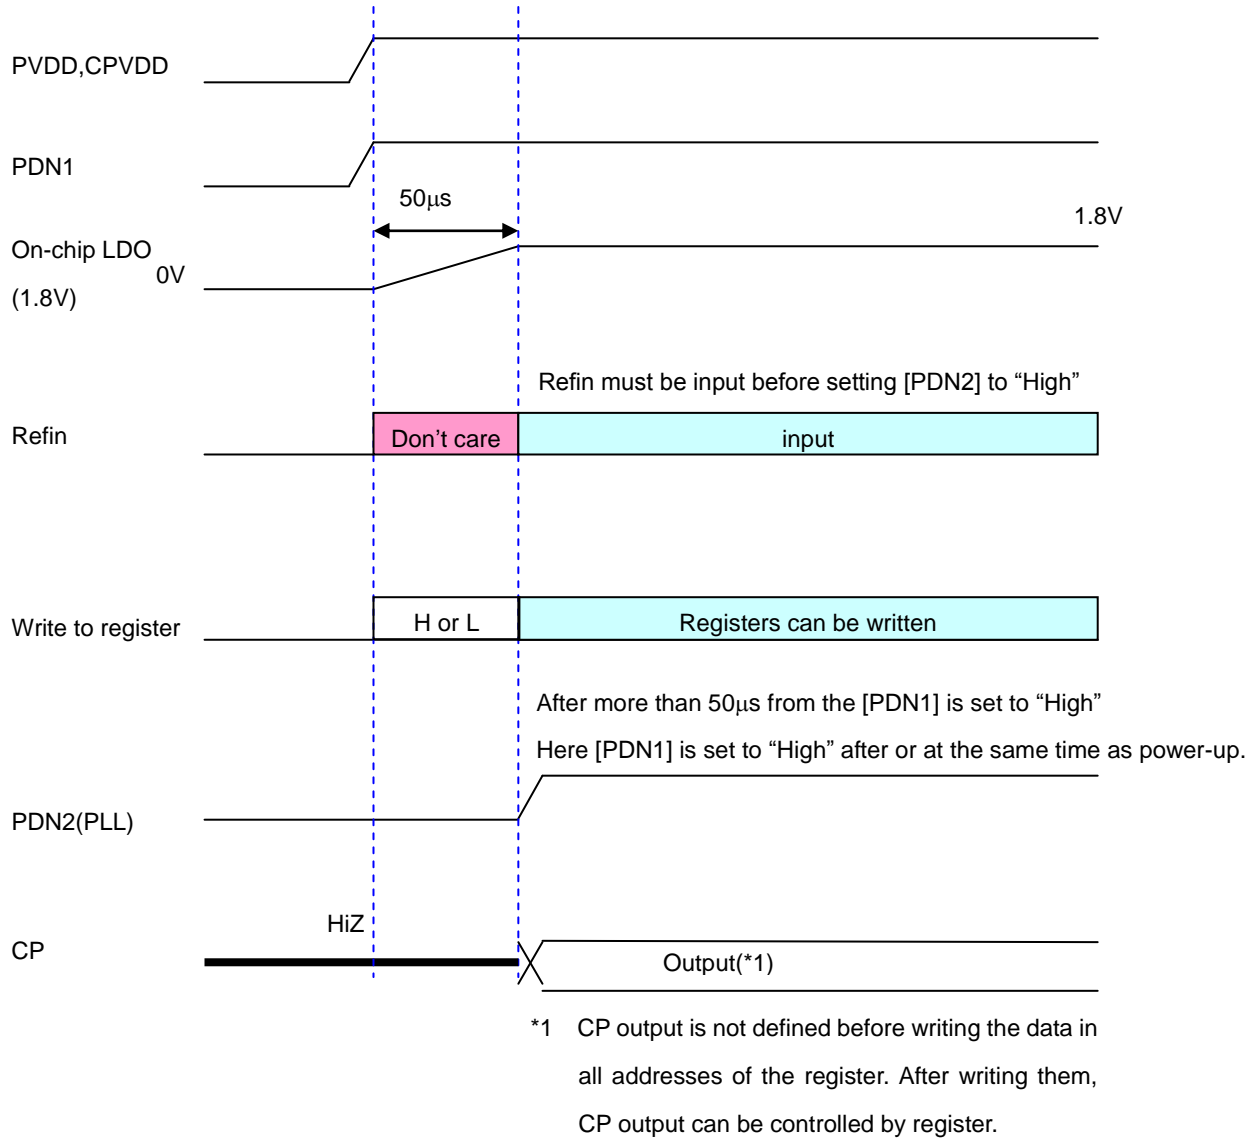 PVDD,CPVDD
PDN1
50μs
1.8V
On-chip LDO
0V
(1.8V)
Refin must be input before setting [PDN2] to “High”
Refin
Don’t care
input
Write to register
H or L
Registers can be written
After more than 50μs from the [PDN1] is set to “High”
Here [PDN1] is set to “High” after or at the same time as power-up.
PDN2(PLL)
HiZ
CP
Output(*1)
*1 CP output is not defined before writing the data in
all addresses of the register. After writing them,
CP output can be controlled by register.